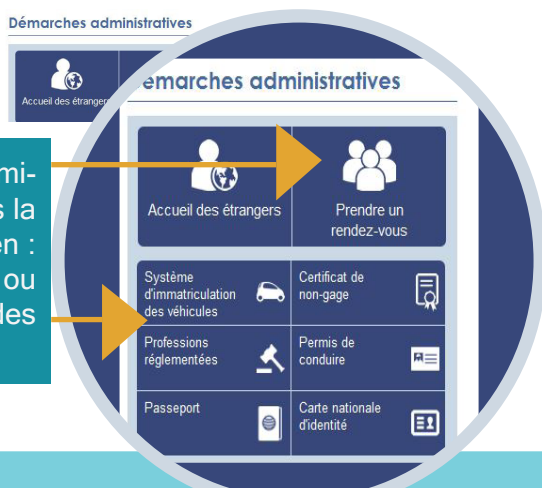 Démarches administratives
Accueil des étrangers
émarches administratives
mi-
s la
en :
ou
des
Accueil des étrangers
Prendre un
rendez-vous
Système
d'immatriculation
des véhicules
Certificat de
non-gage
Professions
réglementées
Permis de
conduire
Passeport
Carte nationale
d'identité